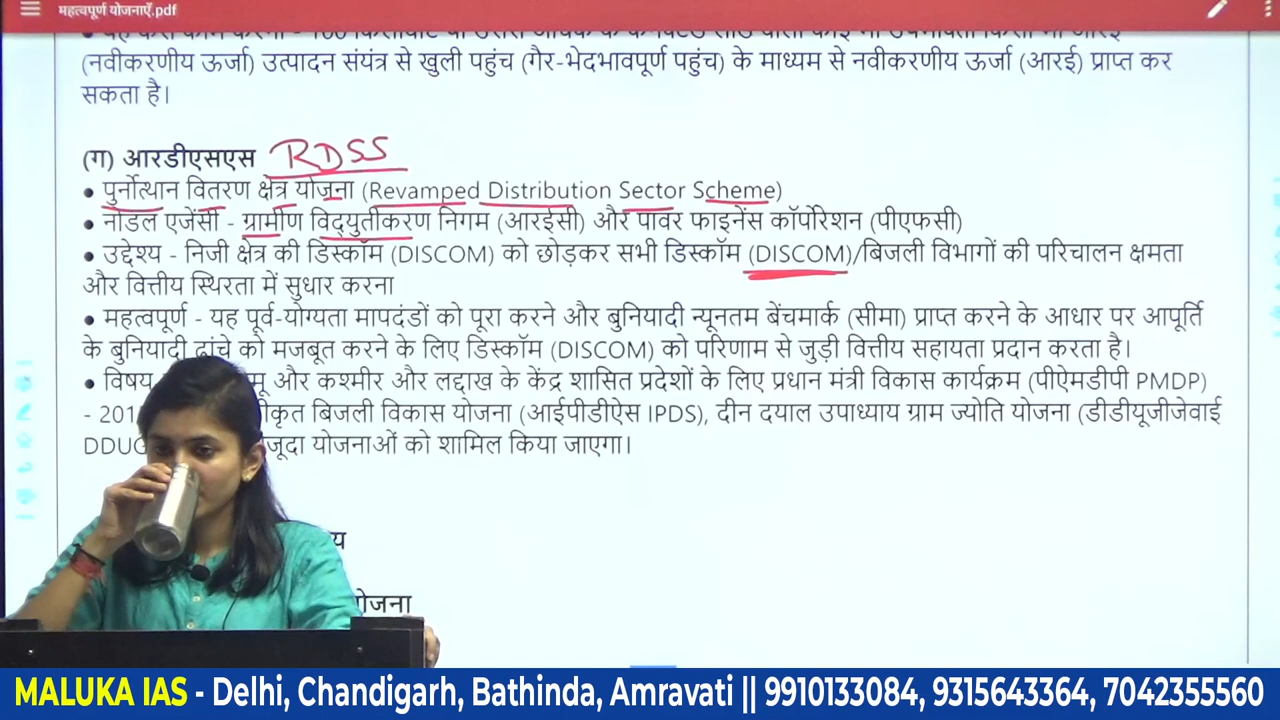 महत्वपूर्ण योजनाएँ.pdf
(नवीकरणीय ऊर्जा) उत्पादन संयंत्र से खुली पहुंच (गैर-भेदभावपूर्ण पहुंच) के माध्यम से नवीकरणीय ऊर्जा (आरई) प्राप्त कर
सकता है।
(ग) आरडीएसएस RDSS
• पुर्नोत्थान वितरण क्षेत्र योजना (Revamped Distribution Sector Scheme)
• नोडल एजेंसी - ग्रामीण विद्युतीकरण निगम (आरईसी) और पावर फाइनेंस कॉर्पोरेशन (पीएफसी)
• उद्देश्य - निजी क्षेत्र की डिस्कॉम (DISCOM) को छोड़कर सभी डिस्कॉम (DISCOM)/बिजली विभागों की परिचालन क्षमता
और वित्तीय स्थिरता में सुधार करना
• महत्वपूर्ण - यह पूर्व-योग्यता मापदंडों को पूरा करने और बुनियादी न्यूनतम बेंचमार्क (सीमा) प्राप्त करने के आधार पर आपूर्ति
के बुनियादी ढांचे को मजबूत करने के लिए डिस्कॉम (DISCOM) को परिणाम से जुड़ी वित्तीय सहायता प्रदान करता है।
• विषय और कश्मीर और लद्दाख के केंद्र शासित प्रदेशों के लिए प्रधान मंत्री विकास कार्यक्रम (पीऐमडीपी PMDP)
- 201 बिजली विकास योजना (आईपीडीऐस IPDS), दीन दयाल उपाध्याय ग्राम ज्योति योजना (डीडीयूजीजेवाई
DDUG योजनाओं को शामिल किया जाएगा।
MALUKA IAS - Delhi, Chandigarh, Bathinda, Amravati || 9910133084, 9315643364, 7042355560